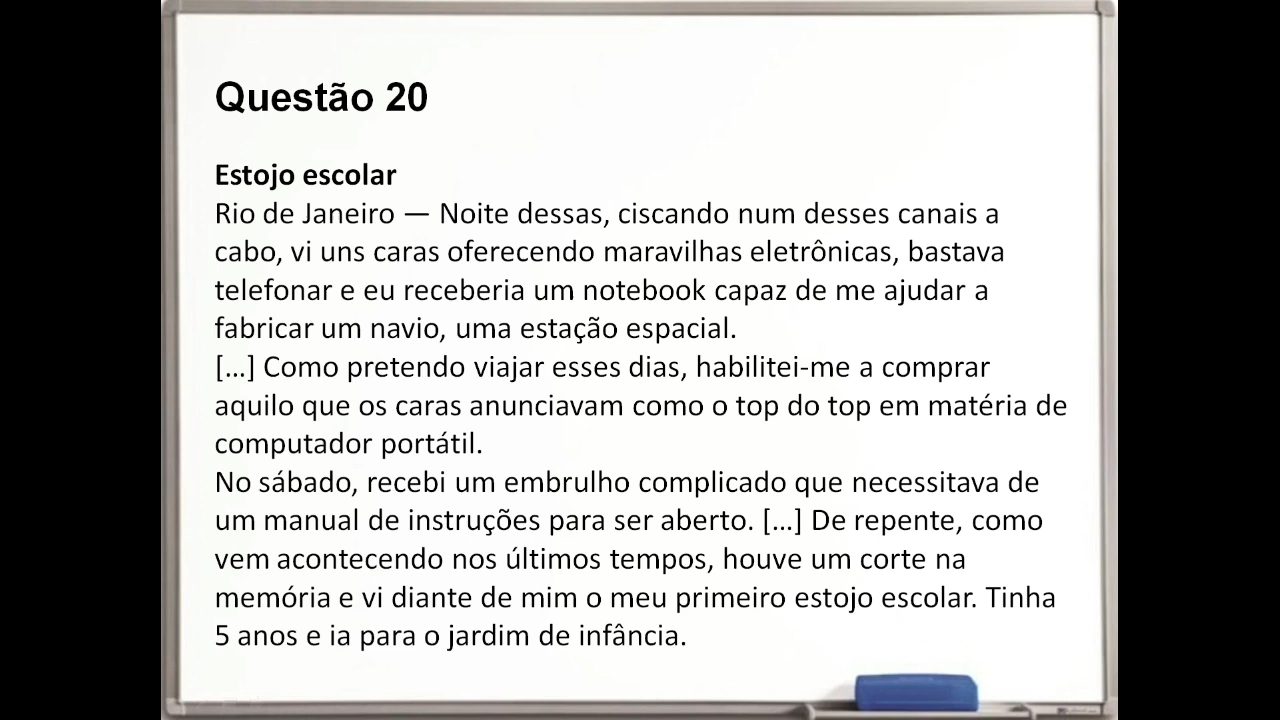 Questão 20
Estojo escolar
Rio de Janeiro — Noite dessas, ciscando num desses canais a
cabo, vi uns caras oferecendo maravilhas eletrônicas, bastava
telefonar e eu receberia um notebook capaz de me ajudar a
fabricar um navio, uma estação espacial.
[...] Como pretendo viajar esses dias, habilitei-me a comprar
aquilo que os caras anunciavam como o top do top em matéria de
computador portátil.
No sábado, recebi um embrulho complicado que necessitava de
um manual de instruções para ser aberto. [...] De repente, como
vem acontecendo nos últimos tempos, houve um corte na
memória e vi diante de mim o meu primeiro estojo escolar. Tinha
5 anos e ia para o jardim de infância.